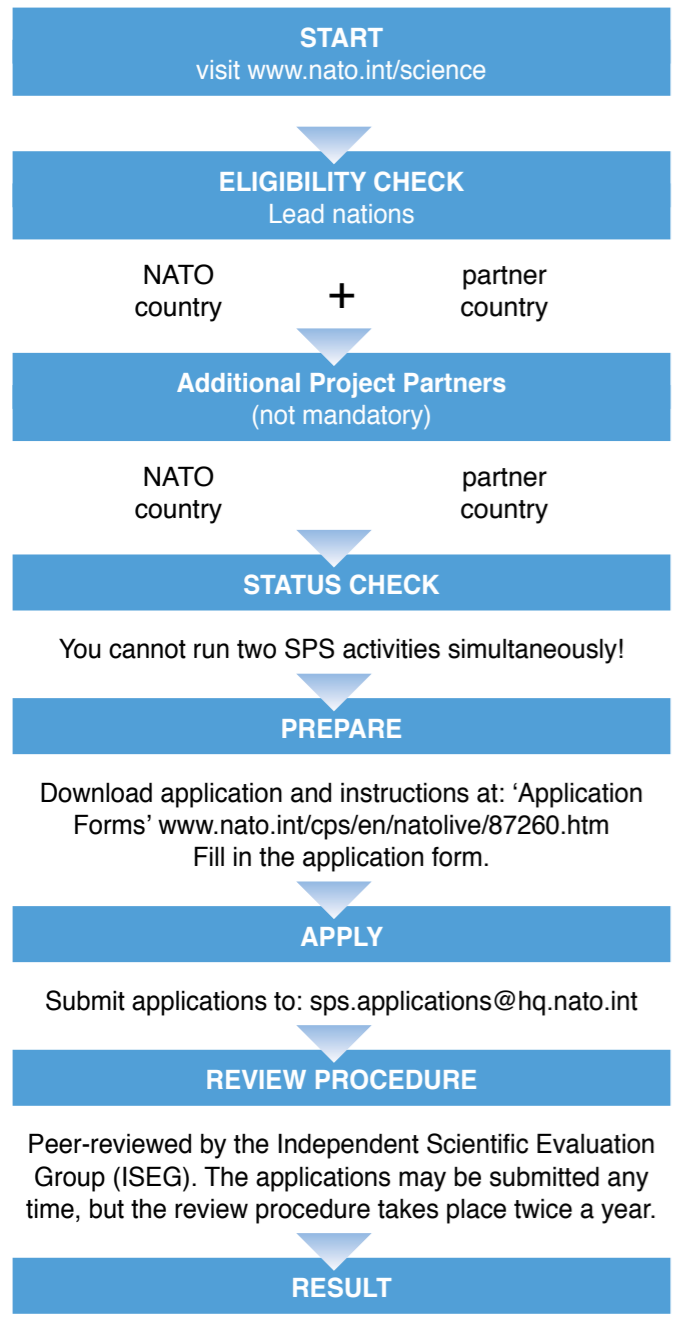 START
visit www.nato.int/science
ELIGIBILITY CHECK
Lead nations
NATO
country
+
partner
country
Additional Project Partners
(not mandatory)
NATO
country
partner
country
STATUS CHECK
You cannot run two SPS activities simultaneously!
PREPARE
Download application and instructions at: ‘Application
Forms’ www.nato.int/cps/en/natolive/87260.htm
Fill in the application form.
APPLY
Submit applications to: sps.applications@hq.nato.int
REVIEW PROCEDURE
Peer-reviewed by the Independent Scientific Evaluation
Group (ISEG). The applications may be submitted any
time, but the review procedure takes place twice a year.
RESULT